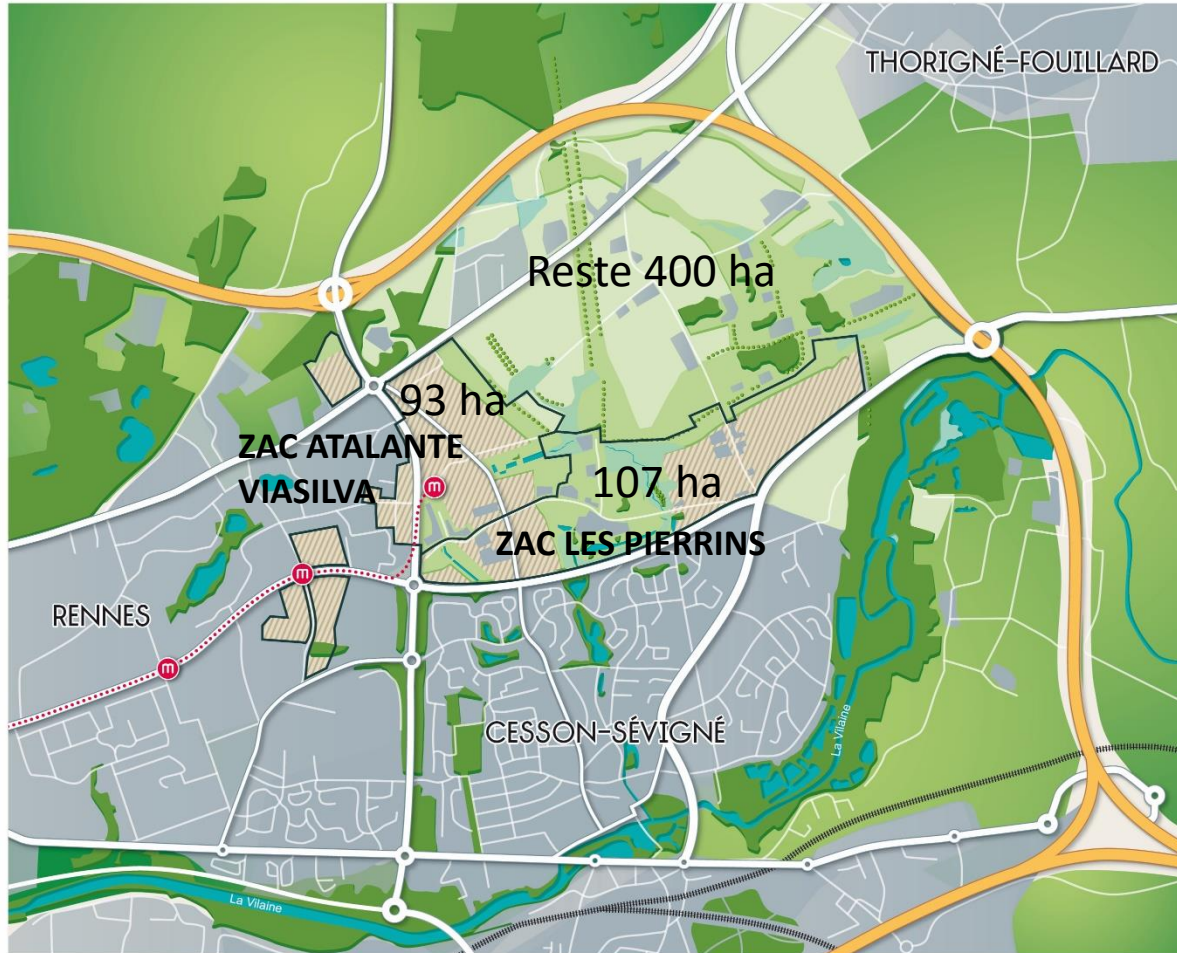 THORIGNÉ-FOUILLARD
Reste 400 ha
93 ha
ZAC ATALANTE
VIASILVA
107 ha
ZAC LES PIERRINS
m
m
m
RENNES
CESSON-SÉVIGNÉ
La Vilaine
La Vilaine